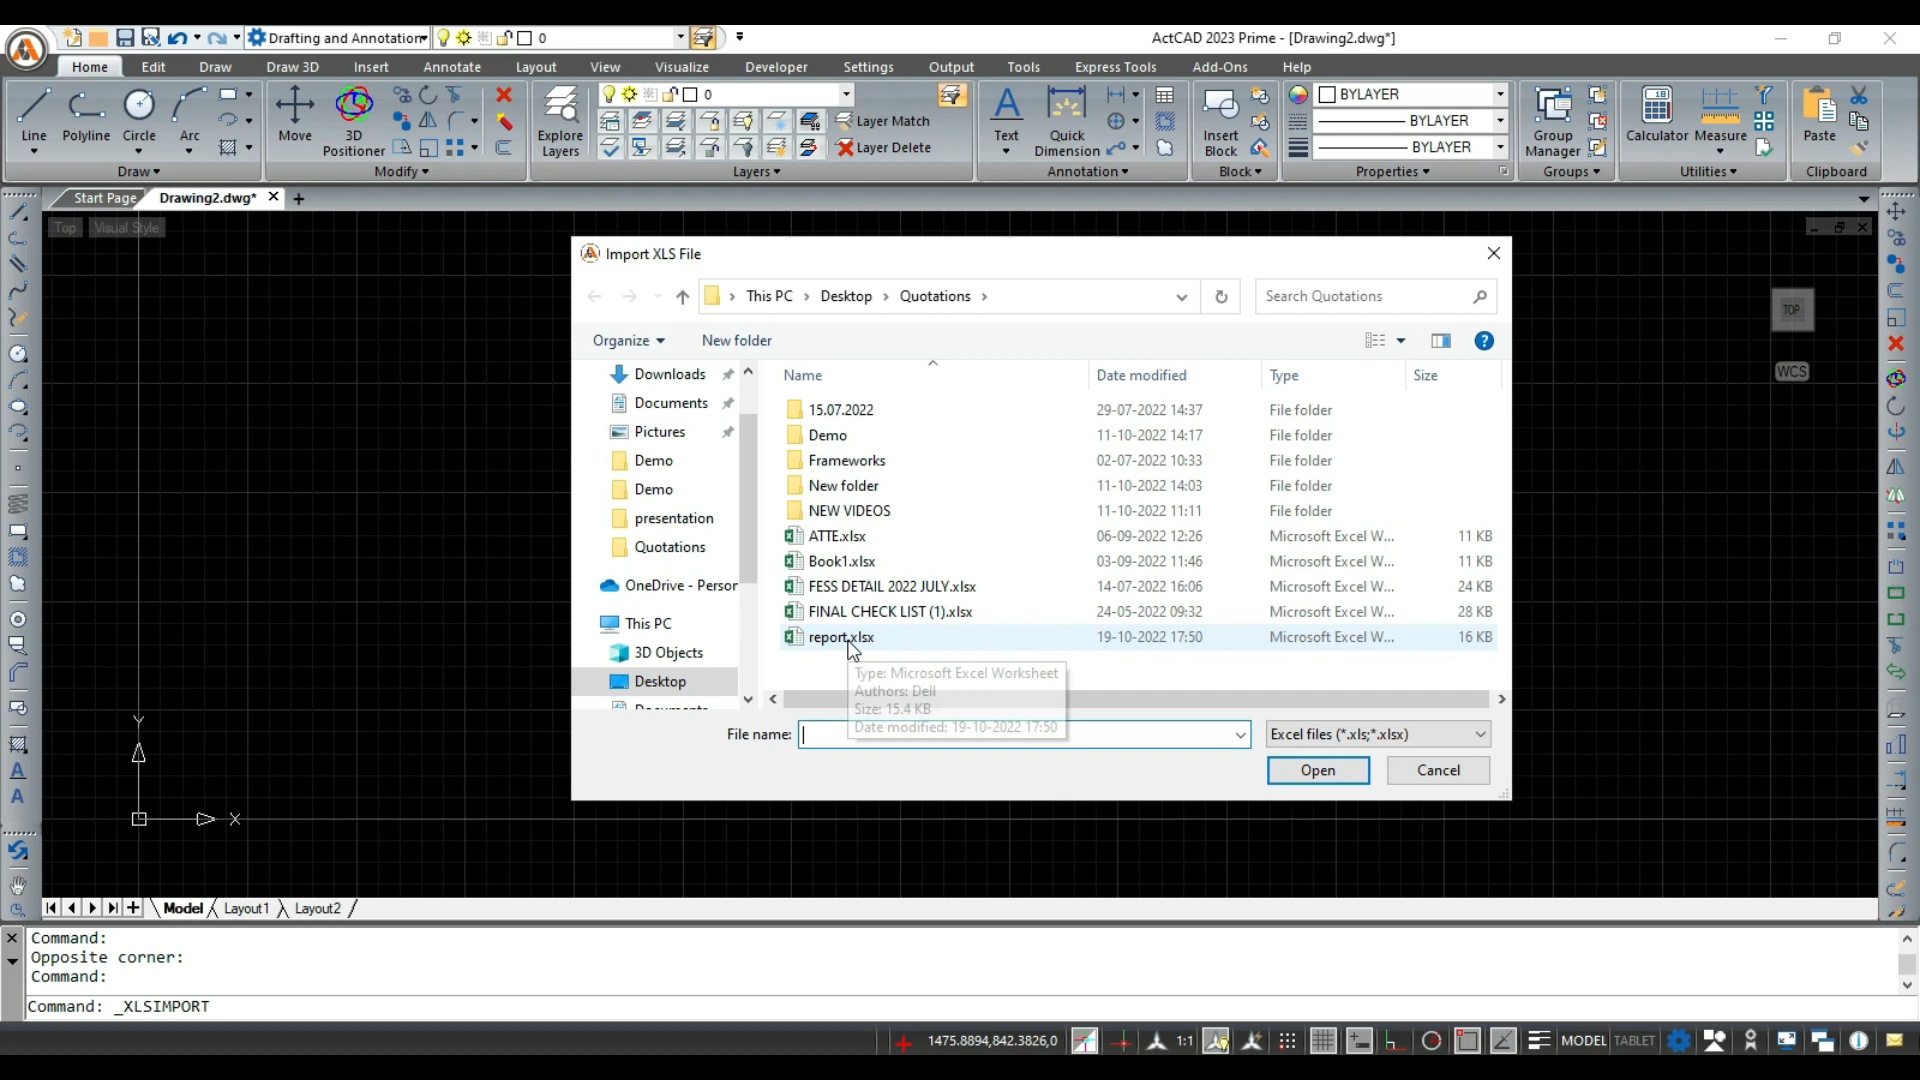 Drafting and Annotation
0
ActCAD 2023 Prime - [Drawing2.dwg*]
Home Edit Draw Draw 3D Insert Annotate Layout View Visualize Developer Settings Output Tools Express Tools Add-Ons Help
0
BYLAYER
Layer Match
BYLAYER
Line Polyline Circle Arc Move 3D Positioner Explore Layers Text Quick Dimension Insert Block Group Manager Calculator Measure Paste
Layer Delete
BYLAYER
Draw Modify Layers Annotation Block Properties Groups Utilities Clipboard
Start Page Drawing2.dwg*
Top Visual Style
Import XLS File
This PC Desktop Quotations
Search Quotations
TOP
WCS
Organize New folder
Downloads
Documents
Pictures
Demo
Demo
presentation
Quotations
OneDrive - Person
This PC
3D Objects
Desktop
Name Date modified Type Size
15.07.2022 29-07-2022 14:37 File folder
Demo 11-10-2022 14:17 File folder
Frameworks 02-07-2022 10:33 File folder
New folder 11-10-2022 14:03 File folder
NEW VIDEOS 11-10-2022 11:11 File folder
ATTE.xlsx 06-09-2022 12:26 Microsoft Excel W... 11 KB
Book1.xlsx 03-09-2022 11:46 Microsoft Excel W... 11 KB
FESS DETAIL 2022 JULY.xlsx 14-07-2022 16:06 Microsoft Excel W... 24 KB
FINAL CHECK LIST (1).xlsx 24-05-2022 09:32 Microsoft Excel W... 28 KB
report.xlsx 19-10-2022 17:50 Microsoft Excel W... 16 KB
Type: Microsoft Excel Worksheet
Authors: Dell
Size: 15.4 KB
Date modified: 19-10-2022 17:50
File name:
Excel files (*.xls;*.xlsx)
Open Cancel
Y
X
Model Layout1 Layout2
Command:
Opposite corner:
Command:
Command: _XLSIMPORT
1475.8894,842.3826,0 1:1 MODEL TABLET